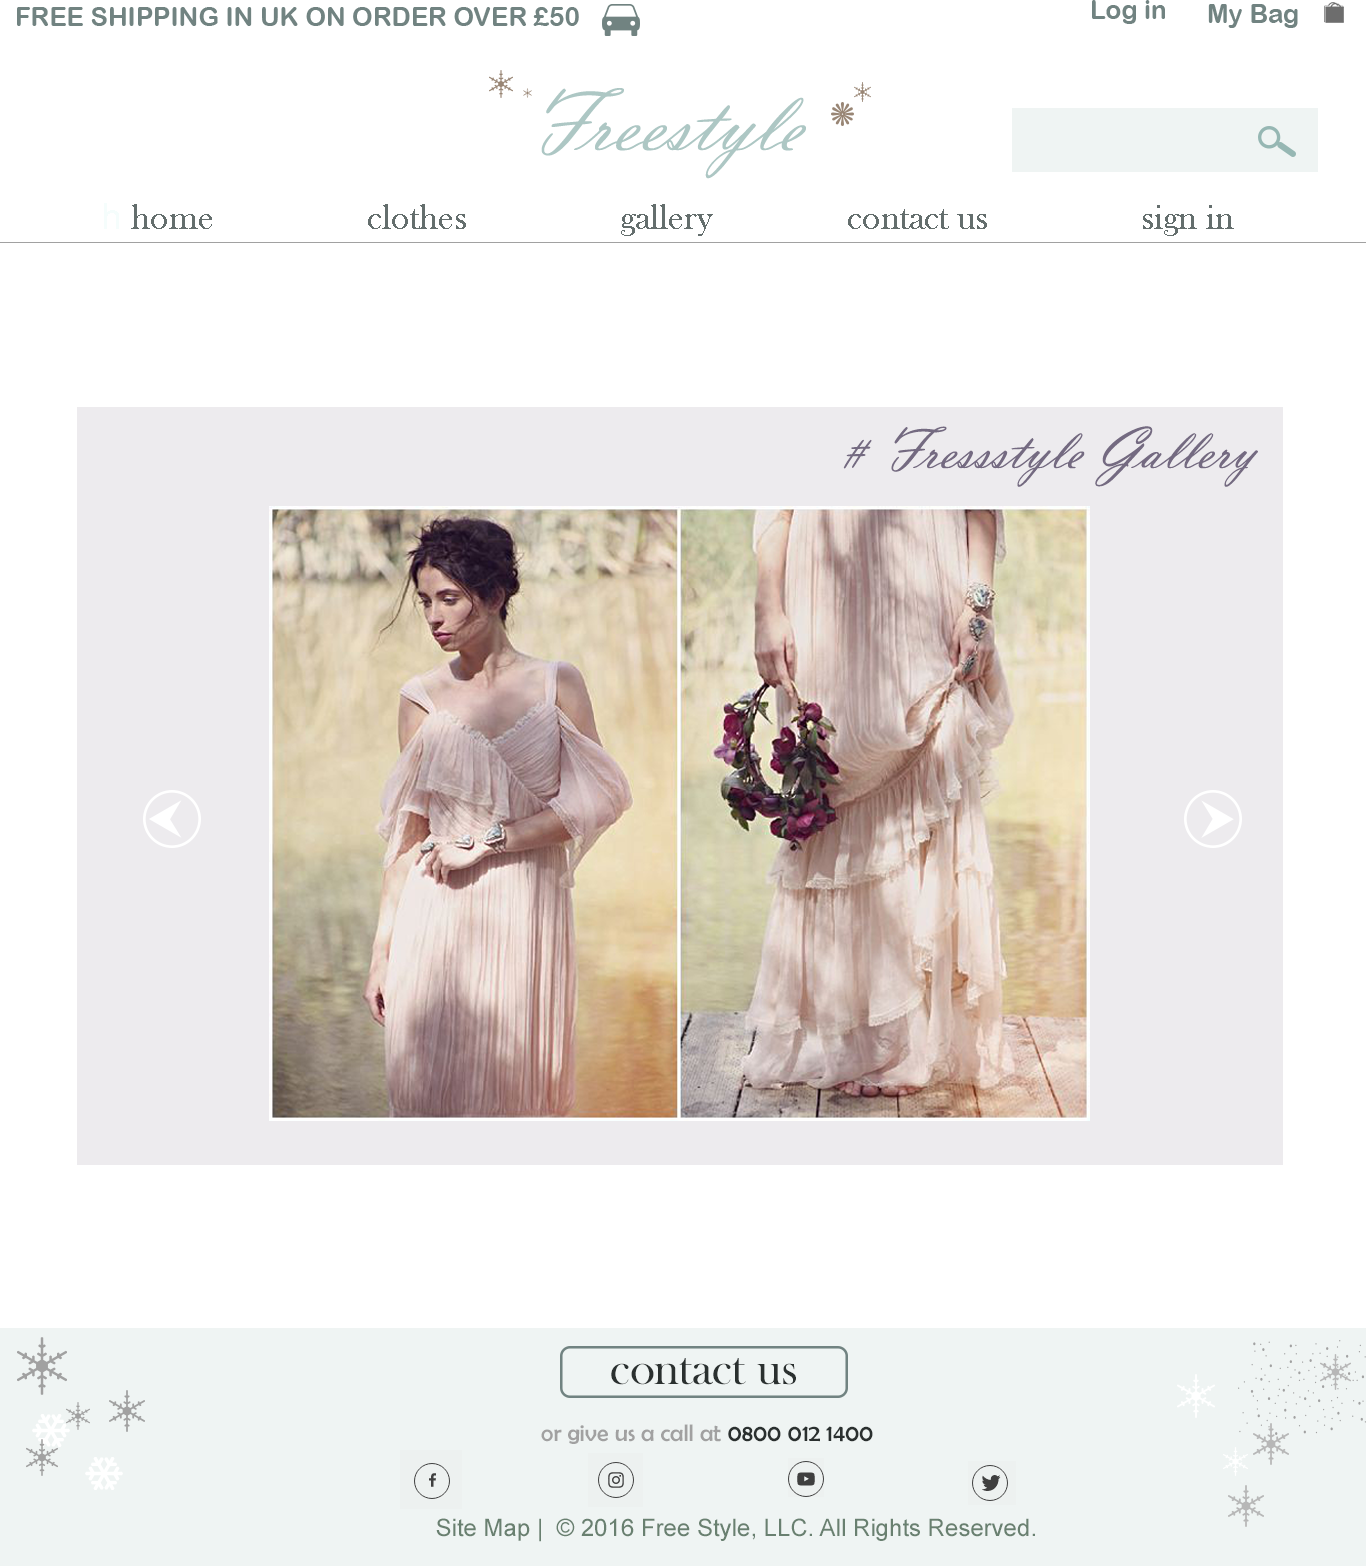 FREE SHIPPING IN UK ON ORDER OVER £50
Log in
My Bag
Freestyle
h home
clothes
gallery
contact us
sign in
# Fressstyle Gallery
contact us
or give us a call at 0800 012 1400
Site Map | © 2016 Free Style, LLC. All Rights Reserved.